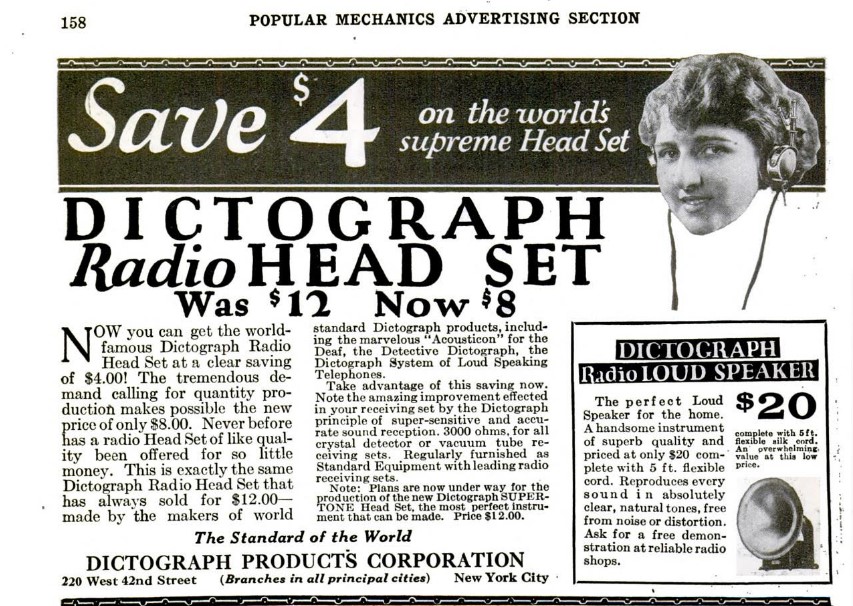 158
POPULAR MECHANICS ADVERTISING SECTION
Save $4
on the world's
supreme Head Set
DICTOGRAPH
Radio HEAD SET
Was $12 Now $8
NOW you can get the world-
famous Dictograph Radio
Head Set at a clear saving
of $4.00! The tremendous de-
mand calling for quantity pro-
duction makes possible the new
price of only $8.00. Never before
has a radio Head Set of like qual-
ity been offered for so little
money. This is exactly the same
Dictograph Radio Head Set that
has always sold for $12.00—
made by the makers of world
standard Dictograph products, includ-
ing the marvelous "Acousticon" for the
Deaf, the Detective Dictograph, the
Dictograph System of Loud Speaking
Telephones.
Take advantage of this saving now.
Note the amazing improvement effected
in your receiving set by the Dictograph
principle of super-sensitive and accu-
rate sound reception. 3000 ohms, for all
crystal detector or vacuum tube re-
ceiving sets. Regularly furnished as
Standard Equipment with leading radio
receiving sets.
Note: Plans are now under way for the
production of the new Dictograph SUPER-
TONE Head Set, the most perfect instru-
ment that can be made. Price $12.00.
The Standard of the World
DICTOGRAPH PRODUCTS CORPORATION
220 West 42nd Street (Branches in all principal cities) New York City
DICTOGRAPH
Radio LOUD SPEAKER
The perfect Loud
Speaker for the home.
A handsome instrument
of superb quality and
priced at only $20 com-
plete with 5 ft. flexible
cord. Reproduces every
sound in absolutely
clear, natural tones, free
from noise or distortion.
Ask for a free demon-
stration at reliable radio
shops.
$20
complete with 5 ft.
flexible silk cord.
An overwhelming
value at this low
price.